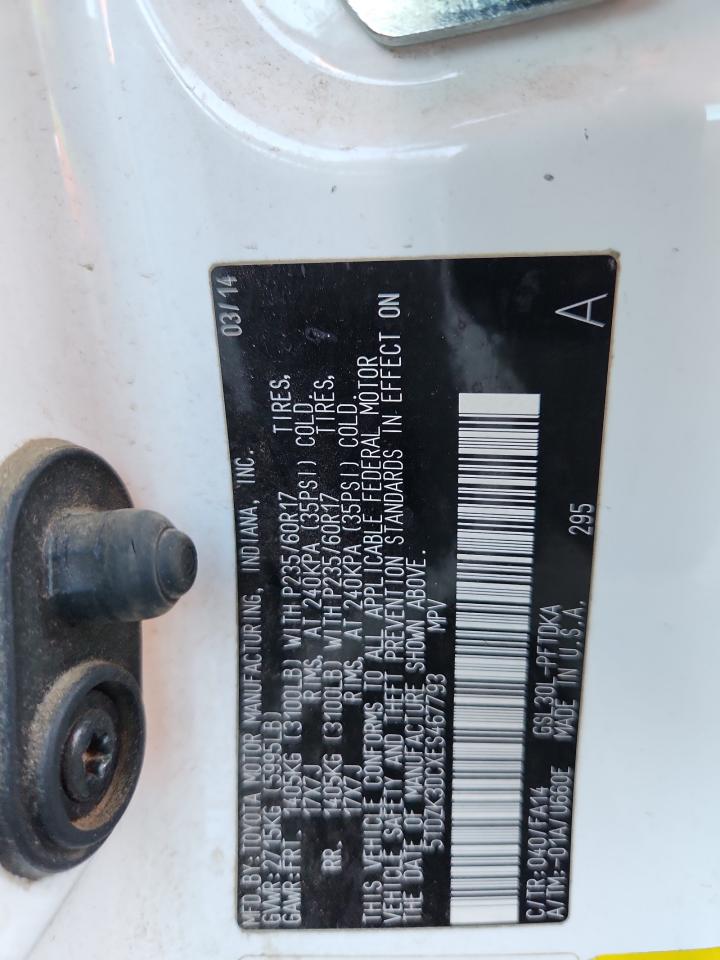 MFD BY: TOYOTA MOTOR MANUFACTURING, INDIANA, INC. 03/14
GVWR: 2715KG (5995LB)
GAWR FRT. 1405KG (3100LB) WITH P235/60R17 TIRES,
17X7J RIMS, AT 240KPA (35PSI) COLD.
RR. 1405KG (3100LB) WITH P235/60R17 TIRES,
17X7J RIMS, AT 240KPA (35PSI) COLD.
THIS VEHICLE CONFORMS TO ALL APPLICABLE FEDERAL MOTOR
VEHICLE SAFETY AND THEFT PREVENTION STANDARDS IN EFFECT ON
THE DATE OF MANUFACTURE SHOWN ABOVE.
5TDZK3DCXES467793 MPV
C/TR: 040/FA14 GSL30L-PFTDKA 295
A/TM: -01A/U660E MADE IN U.S.A. A